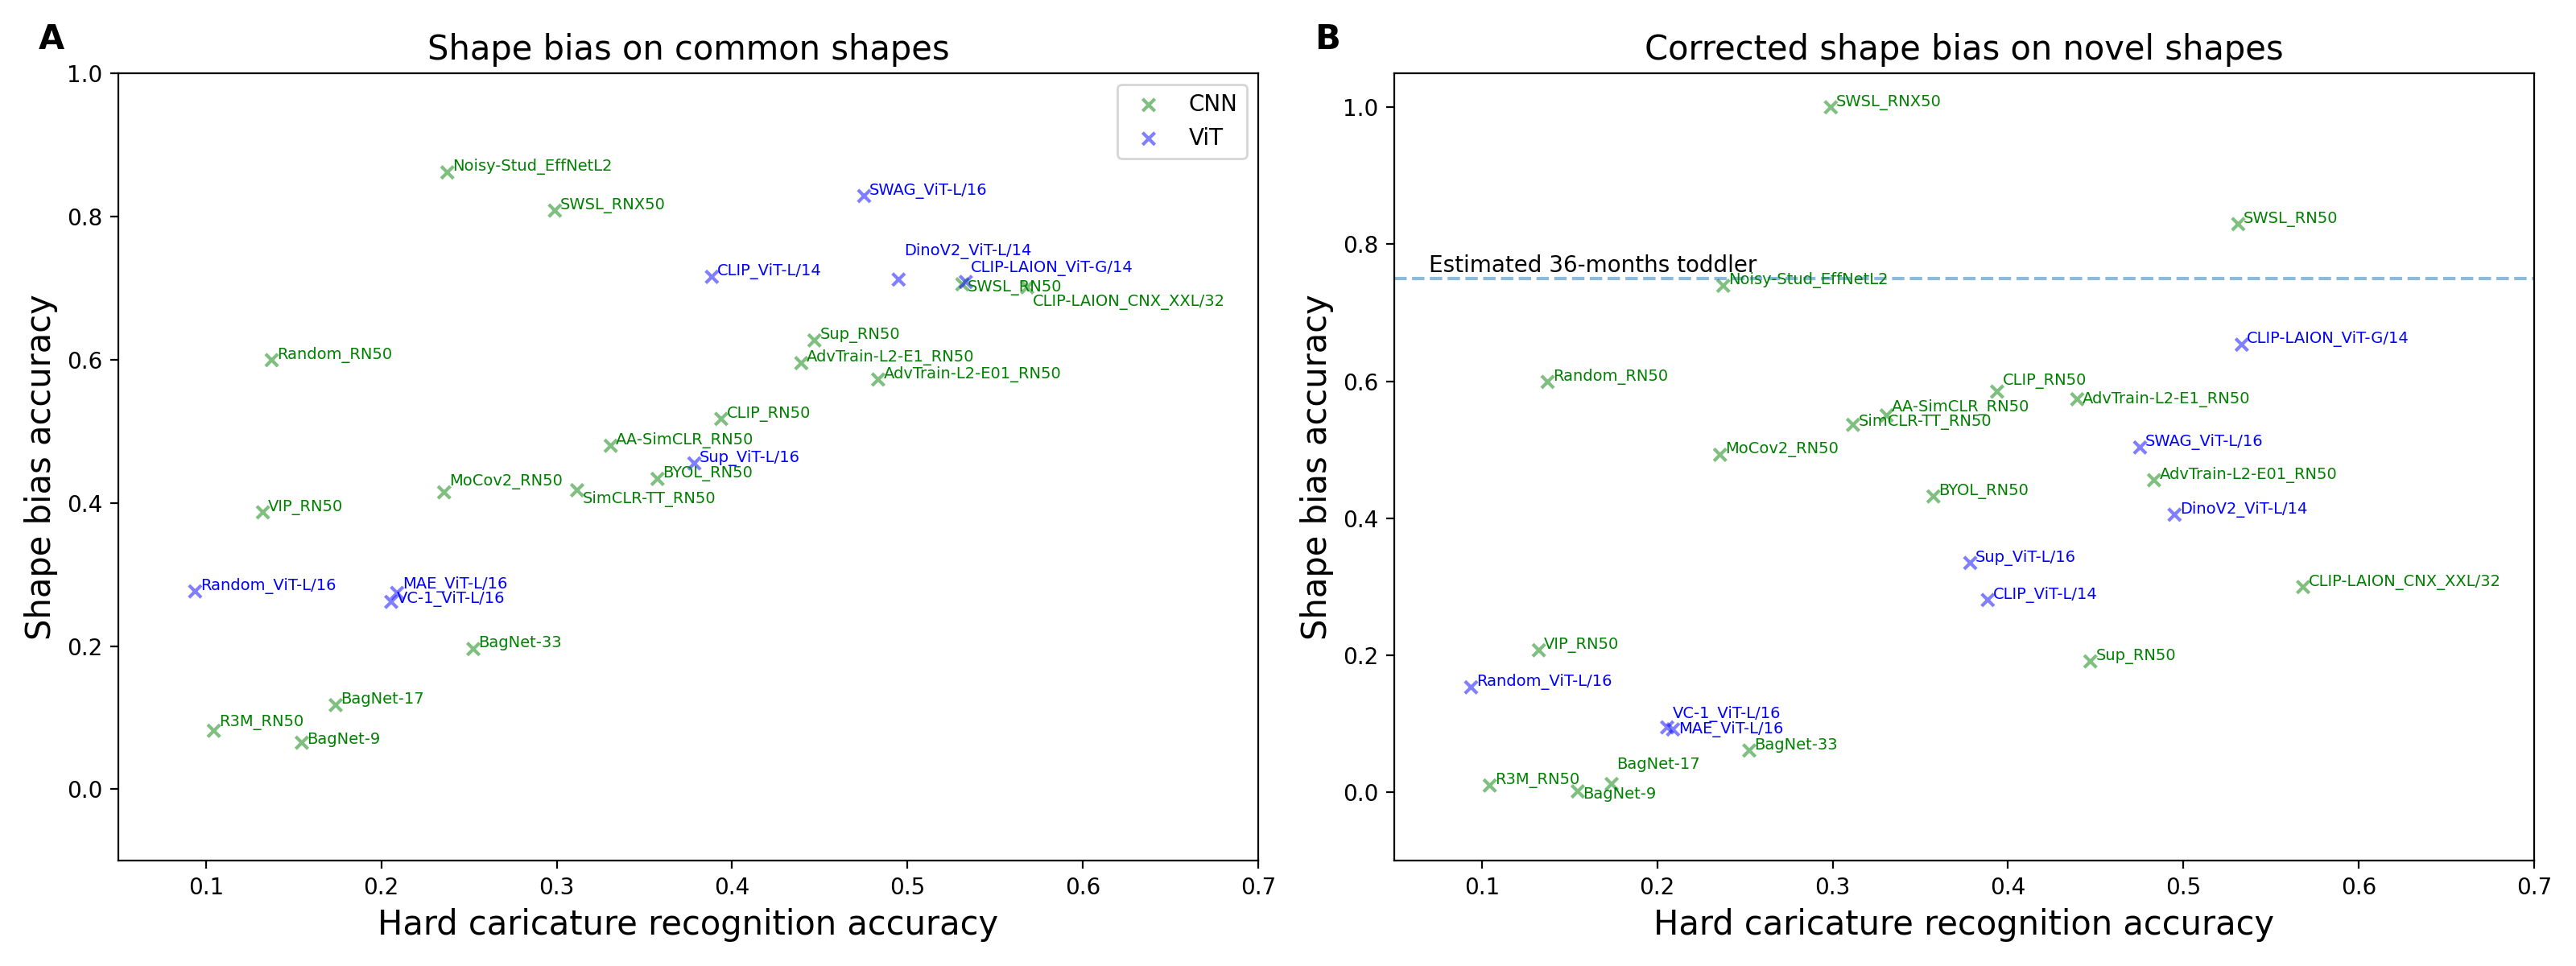 A
Shape bias on common shapes
Shape bias accuracy
1.0
0.8
0.6
0.4
0.2
0.0
CNN
ViT
Noisy-Stud_EffNetL2
SWAG_ViT-L/16
SWSL_RNX50
DinoV2_ViT-L/14
CLIP_ViT-L/14
CLIP-LAION_ViT-G/14
SWSL_RN50
CLIP-LAION_CNX_XXL/32
Sup_RN50
Random_RN50
AdvTrain-L2-E1_RN50
AdvTrain-L2-E01_RN50
CLIP_RN50
AA-SimCLR_RN50
Sup_ViT-L/16
BYOL_RN50
MoCov2_RN50
SimCLR-TT_RN50
VIP_RN50
Random_ViT-L/16
MAE_ViT-L/16
VC-1_ViT-L/16
BagNet-33
BagNet-17
R3M_RN50
BagNet-9
0.1 0.2 0.3 0.4 0.5 0.6 0.7
Hard caricature recognition accuracy
B
Corrected shape bias on novel shapes
Shape bias accuracy
1.0
0.8
0.6
0.4
0.2
0.0
SWSL_RNX50
SWSL_RN50
Estimated 36-months toddler
Noisy-Stud_EffNetL2
CLIP-LAION_ViT-G/14
Random_RN50
CLIP_RN50
AdvTrain-L2-E1_RN50
AA-SimCLR_RN50
SimCLR-TT_RN50
MoCov2_RN50
SWAG_ViT-L/16
AdvTrain-L2-E01_RN50
BYOL_RN50
DinoV2_ViT-L/14
Sup_ViT-L/16
CLIP_ViT-L/14
CLIP-LAION_CNX_XXL/32
VIP_RN50
Sup_RN50
Random_ViT-L/16
VC-1_ViT-L/16
MAE_ViT-L/16
BagNet-33
BagNet-17
R3M_RN50
BagNet-9
0.1 0.2 0.3 0.4 0.5 0.6 0.7
Hard caricature recognition accuracy